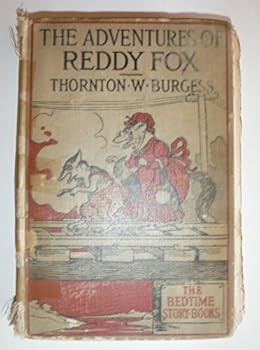 THE ADVENTURES OF
REDDY FOX
THORNTON·W·BURGESS
THE
BEDTIME
STORY-BOOKS